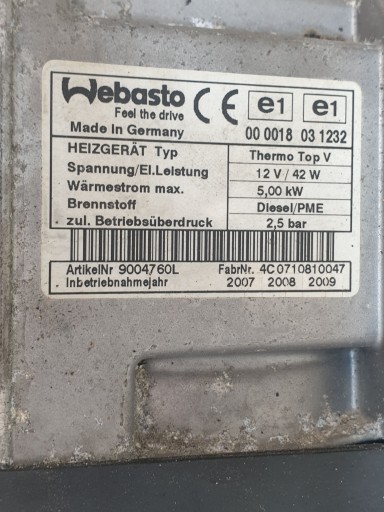 Webasto
Feel the drive
Made In Germany
CE e1 e1
00 0018 03 1232
HEIZGERÄT Typ Thermo Top V
Spannung/El.Leistung 12 V / 42 W
Wärmestrom max. 5,00 kW
Brennstoff Diesel/PME
zul. Betriebsüberdruck 2,5 bar
ArtikelNr 9004760L FabrNr. 4C0710810047
Inbetriebnahmejahr 2007 2008 2009